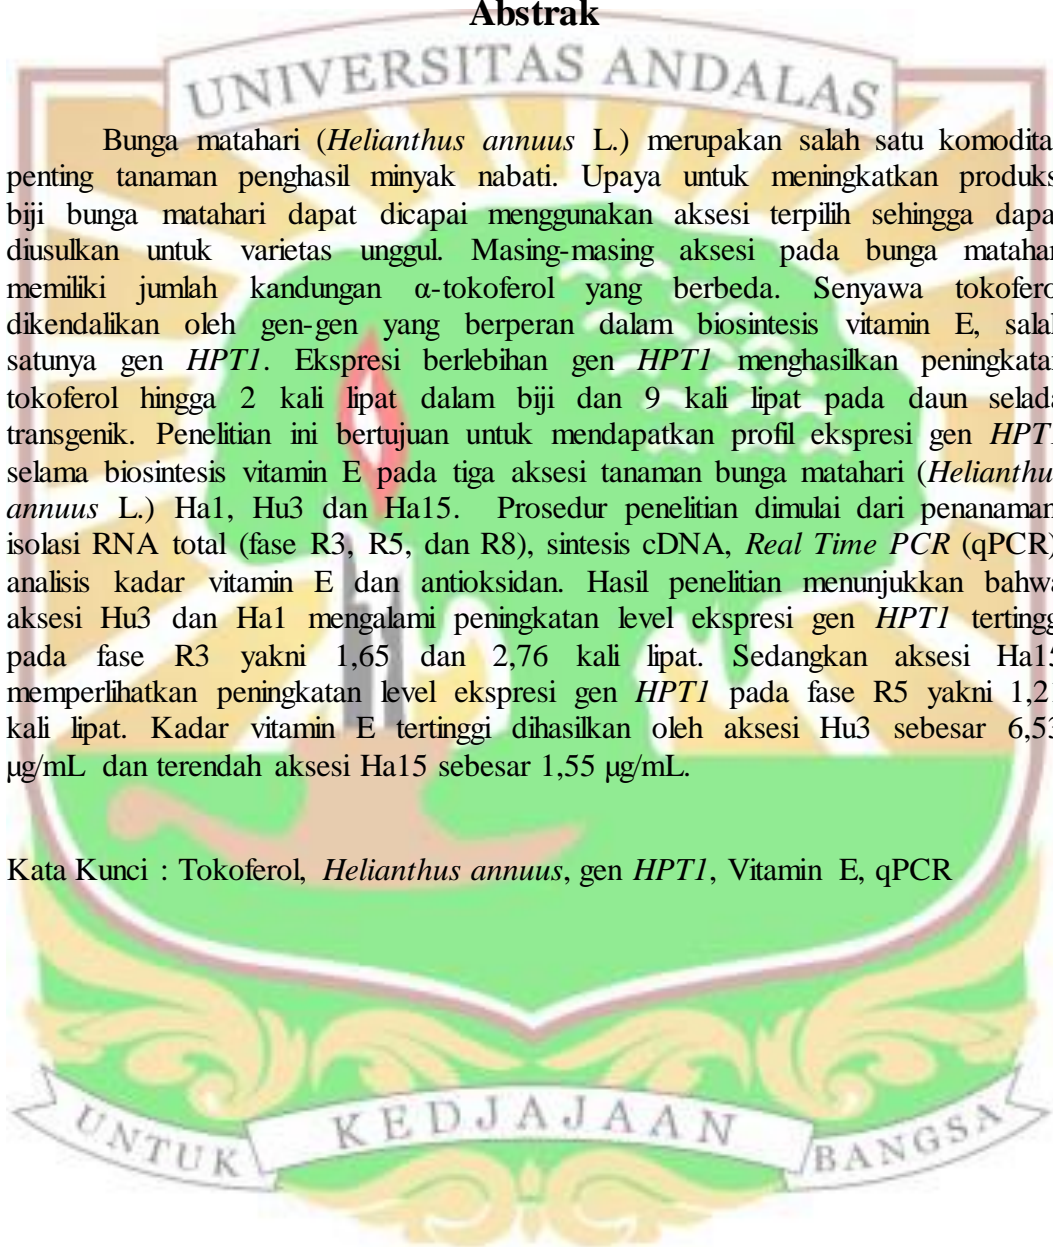 Abstrak
UNIVERSITAS ANDALAS
Bunga matahari (Helianthus annuus L.) merupakan salah satu komodita
penting tanaman penghasil minyak nabati. Upaya untuk meningkatkan produks
biji bunga matahari dapat dicapai menggunakan aksesi terpilih sehingga dapa
diusulkan untuk varietas unggul. Masing-masing aksesi pada bunga matahar
memiliki jumlah kandungan α-tokoferol yang berbeda. Senyawa tokofero
dikendalikan oleh gen-gen yang berperan dalam biosintesis vitamin E, salah
satunya gen HPT1. Ekspresi berlebihan gen HPT1 menghasilkan peningkatan
tokoferol hingga 2 kali lipat dalam biji dan 9 kali lipat pada daun selada
transgenik. Penelitian ini bertujuan untuk mendapatkan profil ekspresi gen HPT1
selama biosintesis vitamin E pada tiga aksesi tanaman bunga matahari (Helianthu
annuus L.) Ha1, Hu3 dan Ha15. Prosedur penelitian dimulai dari penanaman
isolasi RNA total (fase R3, R5, dan R8), sintesis cDNA, Real Time PCR (qPCR)
analisis kadar vitamin E dan antioksidan. Hasil penelitian menunjukkan bahwa
aksesi Hu3 dan Ha1 mengalami peningkatan level ekspresi gen HPT1 tertingg
pada fase R3 yakni 1,65 dan 2,76 kali lipat. Sedangkan aksesi Ha15
memperlihatkan peningkatan level ekspresi gen HPT1 pada fase R5 yakni 1,21
kali lipat. Kadar vitamin E tertinggi dihasilkan oleh aksesi Hu3 sebesar 6,53
µg/mL dan terendah aksesi Ha15 sebesar 1,55 µg/mL.
Kata Kunci : Tokoferol, Helianthus annuus, gen HPT1, Vitamin E, qPCR
UNTUK KEDJAJAAN BANGSA